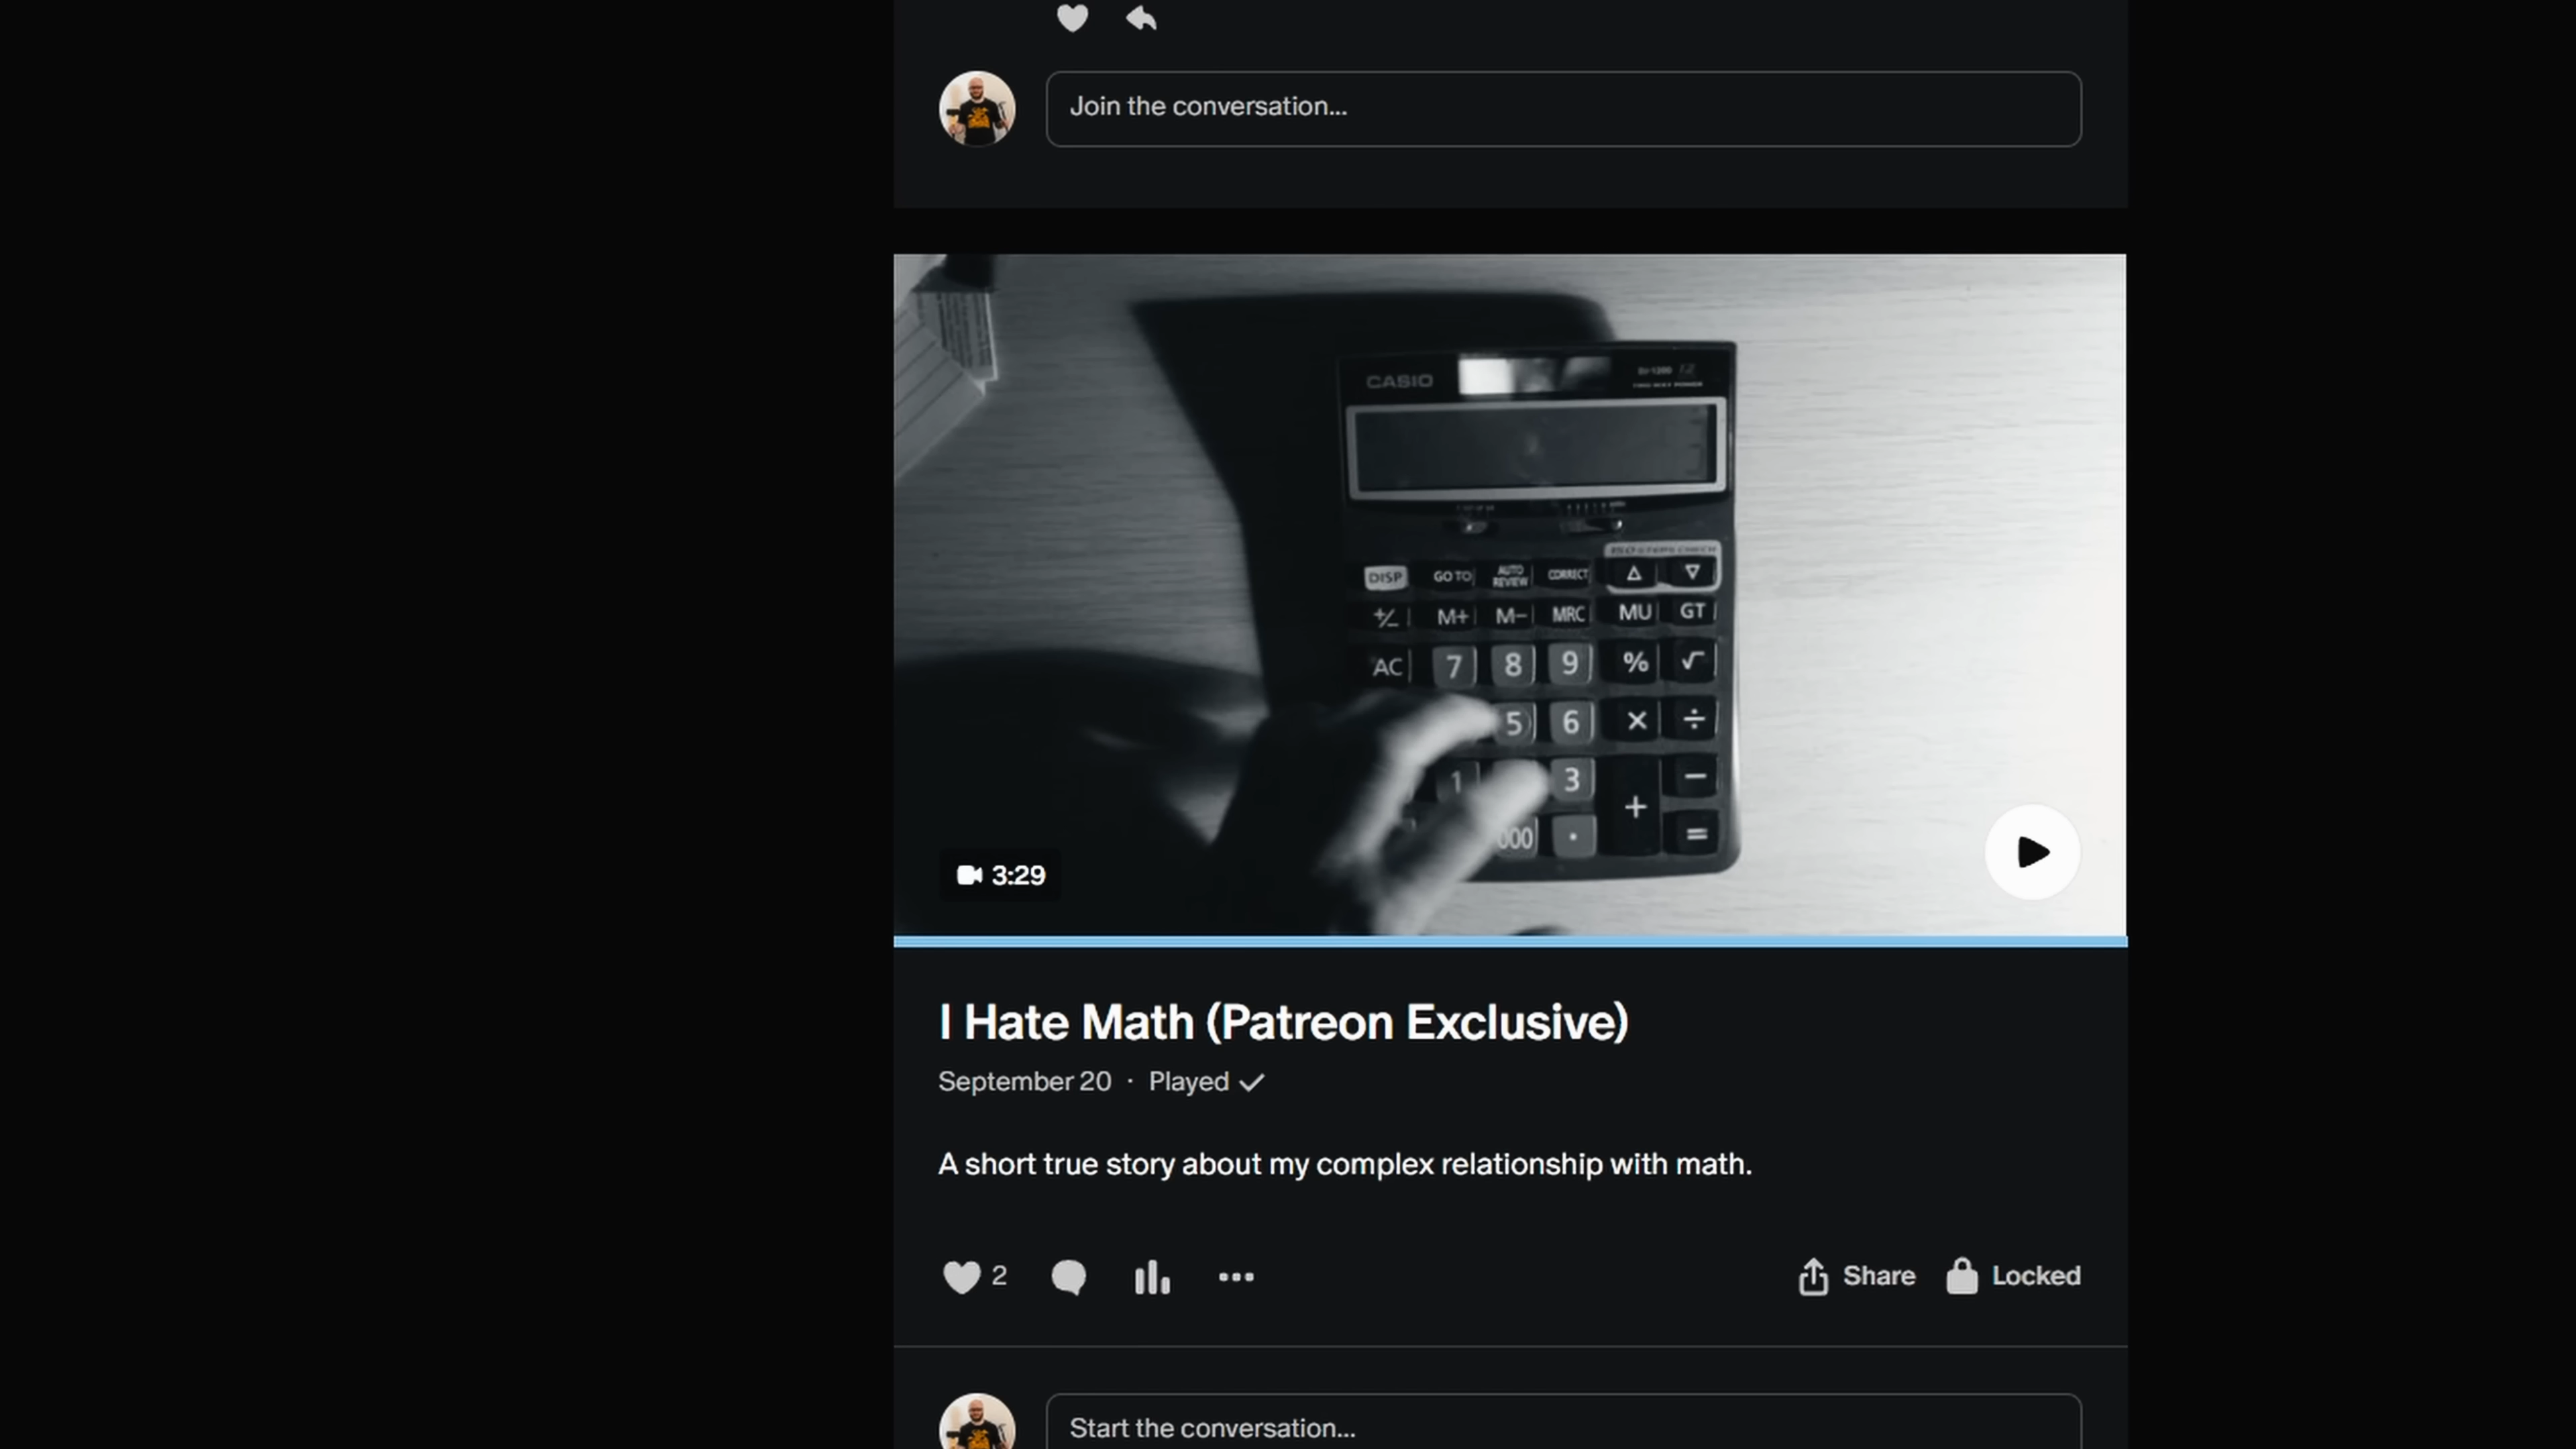 Join the conversation...
CASIO
DISP GO TO AUTO REVIEW CORRECT △ ▽
+/- M+ M- MRC MU GT
AC 7 8 9 % √
5 6 × ÷
1 3 −
+
000 · =
3:29
I Hate Math (Patreon Exclusive)
September 20 · Played
A short true story about my complex relationship with math.
2 Share Locked
Start the conversation...